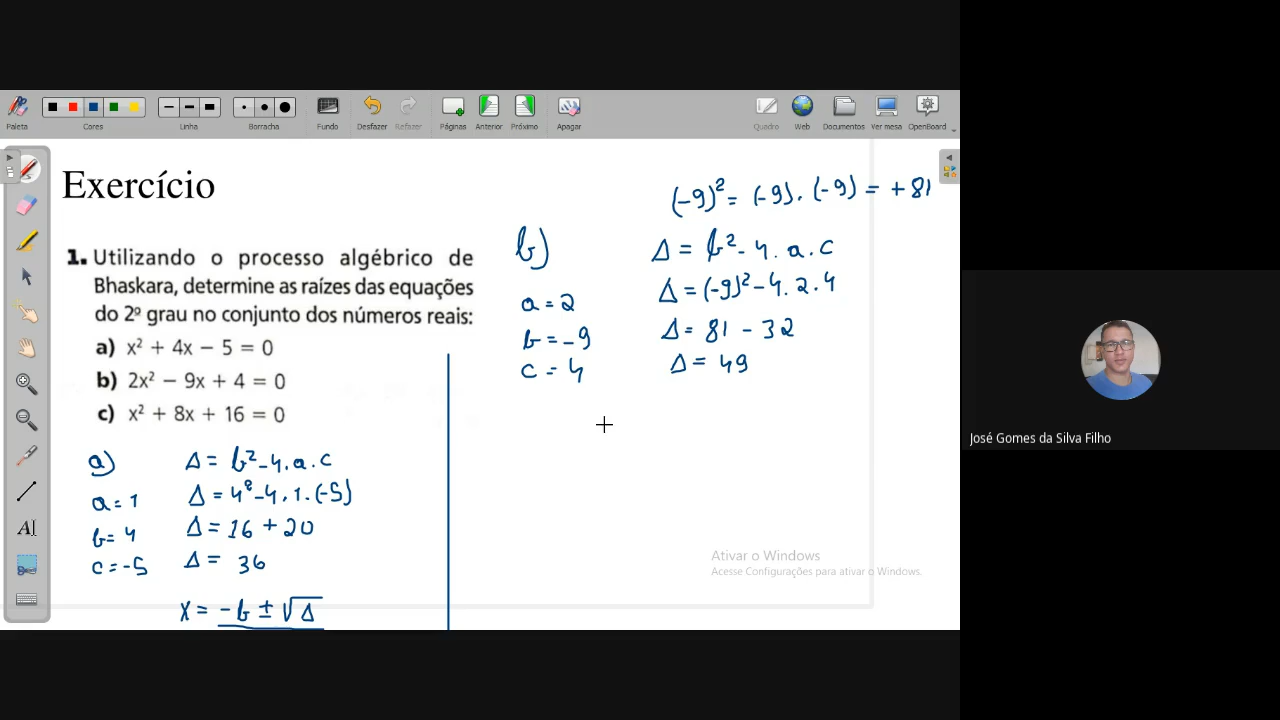 Paleta
Cores
Linha
Borracha
Fundo
Desfazer
Refazer
Páginas
Anterior
Próximo
Apagar
Quadro
Web
Documentos
Ver mesa
OpenBoard
Exercício
1. Utilizando o processo algébrico de
Bhaskara, determine as raízes das equações
do 2º grau no conjunto dos números reais:
a) x² + 4x − 5 = 0
b) 2x² − 9x + 4 = 0
c) x² + 8x + 16 = 0
a)
a = 1
b = 4
c = -5
Δ = b² - 4 . a . c
Δ = 4² - 4 . 1 . (-5)
Δ = 16 + 20
Δ = 36
x = -b ± √Δ
b)
a = 2
b = -9
c = 4
(-9)² = (-9) . (-9) = + 81
Δ = b² - 4 . a . c
Δ = (-9)² - 4 . 2 . 4
Δ = 81 - 32
Δ = 49
Ativar o Windows
Acesse Configurações para ativar o Windows.
José Gomes da Silva Filho